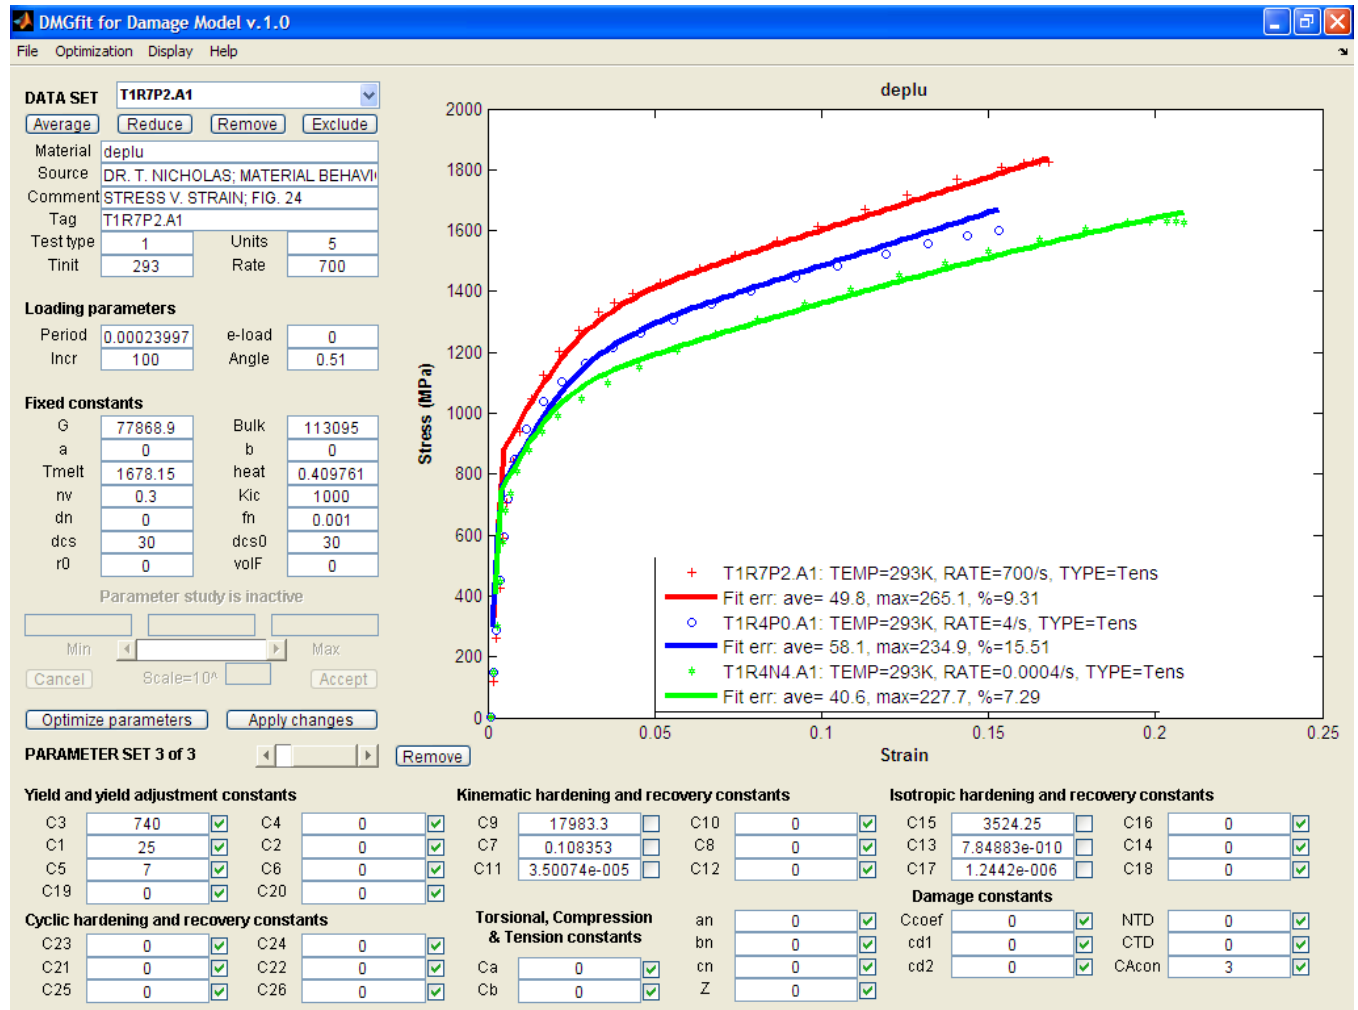 DMGfit for Damage Model v.1.0
File Optimization Display Help
DATA SET T1R7P2.A1
Average Reduce Remove Exclude
Material deplu
Source DR. T. NICHOLAS; MATERIAL BEHAVI
Comment STRESS V. STRAIN; FIG. 24
Tag T1R7P2.A1
Test type 1 Units 5
Tinit 293 Rate 700
Loading parameters
Period 0.00023997 e-load 0
Incr 100 Angle 0.51
Fixed constants
G 77868.9 Bulk 113095
a 0 b 0
Tmelt 1678.15 heat 0.409761
nv 0.3 Kic 1000
dn 0 fn 0.001
dcs 30 dcs0 30
r0 0 volF 0
Parameter study is inactive
Min Max
Cancel Scale=10^ Accept
Optimize parameters Apply changes
PARAMETER SET 3 of 3 Remove
deplu
2000
1800
1600
1400
1200
1000
800
600
400
200
0
Stress (MPa)
0 0.05 0.1 0.15 0.2 0.25
Strain
T1R7P2.A1: TEMP=293K, RATE=700/s, TYPE=Tens
Fit err: ave= 49.8, max=265.1, %=9.31
T1R4P0.A1: TEMP=293K, RATE=4/s, TYPE=Tens
Fit err: ave= 58.1, max=234.9, %=15.51
T1R4N4.A1: TEMP=293K, RATE=0.0004/s, TYPE=Tens
Fit err: ave= 40.6, max=227.7, %=7.29
Yield and yield adjustment constants
C3 740 C4 0
C1 25 C2 0
C5 7 C6 0
C19 0 C20 0
Cyclic hardening and recovery constants
C23 0 C24 0
C21 0 C22 0
C25 0 C26 0
Kinematic hardening and recovery constants
C9 17983.3 C10 0
C7 0.108353 C8 0
C11 3.50074e-005 C12 0
Torsional, Compression
& Tension constants
Ca 0
Cb 0
an 0
bn 0
cn 0
Z 0
Isotropic hardening and recovery constants
C15 3524.25 C16 0
C13 7.84883e-010 C14 0
C17 1.2442e-006 C18 0
Damage constants
Ccoef 0 NTD 0
cd1 0 CTD 0
cd2 0 CAcon 3